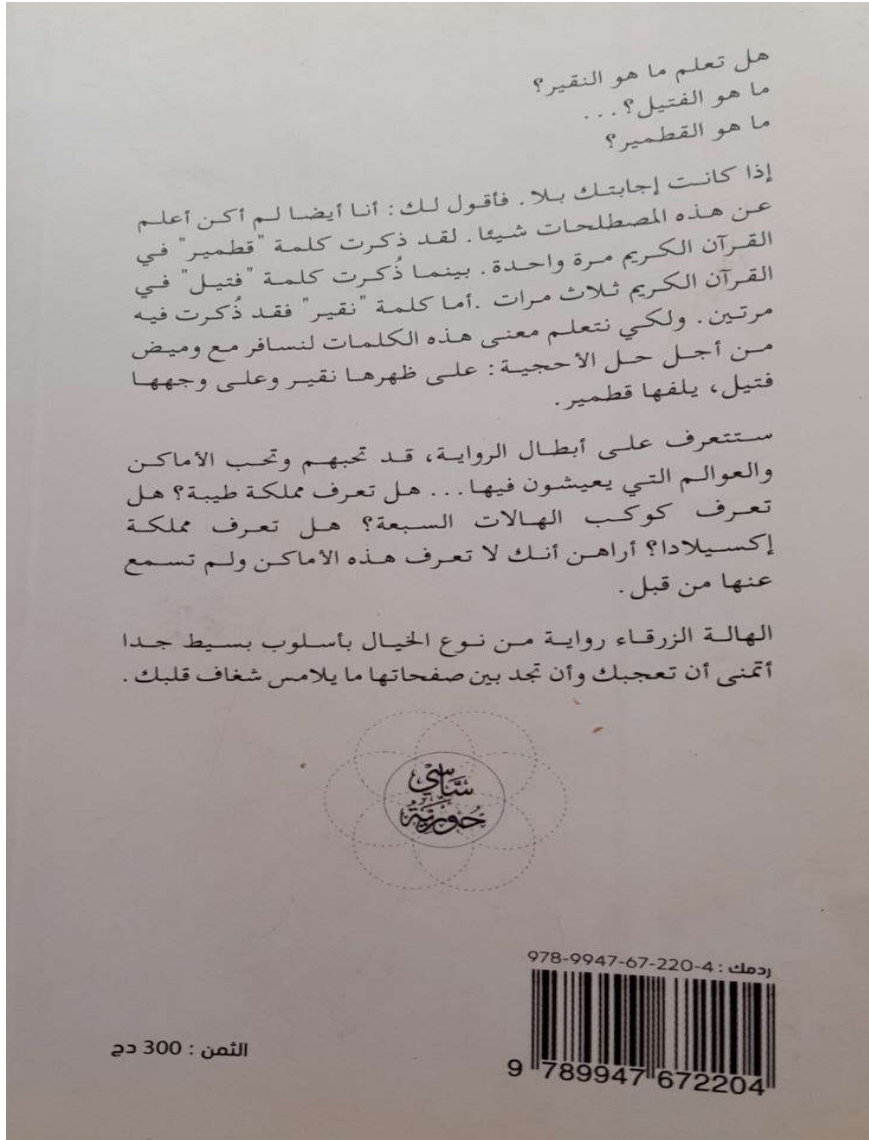 هل تعلم ما هو النقير؟
ما هو الفتيل؟...
ما هو القطمير؟
إذا كانت إجابتك بلا. فأقول لك: أنا أيضا لم أكن أعلم
عن هذه المصطلحات شيئا. لقد ذكرت كلمة "قطمير" في
القرآن الكريم مرة واحدة. بينما ذُكرت كلمة "فتيل" في
القرآن الكريم ثلاث مرات .أما كلمة "نقير" فقد ذُكرت فيه
مرتين. ولكي نتعلم معنى هذه الكلمات لنسافر مع وميض
من أجل حل الأحجية: على ظهرها نقير وعلى وجهها
فتيل، يلفها قطمير.
ستتعرف على أبطال الرواية، قد تحبهم وتحب الأماكن
والعوالم التي يعيشون فيها... هل تعرف مملكة طيبة؟ هل
تعرف كوكب الهالات السبعة؟ هل تعرف مملكة
إكسيلادا؟ أراهن أنك لا تعرف هذه الأماكن ولم تسمع
عنها من قبل.
الهالة الزرقاء رواية من نوع الخيال بأسلوب بسيط جدا
أتمنى أن تعجبك وأن تجد بين صفحاتها ما يلامس شغاف قلبك.
ساسي
حورية
ردمك : 978-9947-67-220-4
9 789947 672204
الثمن : 300 دج